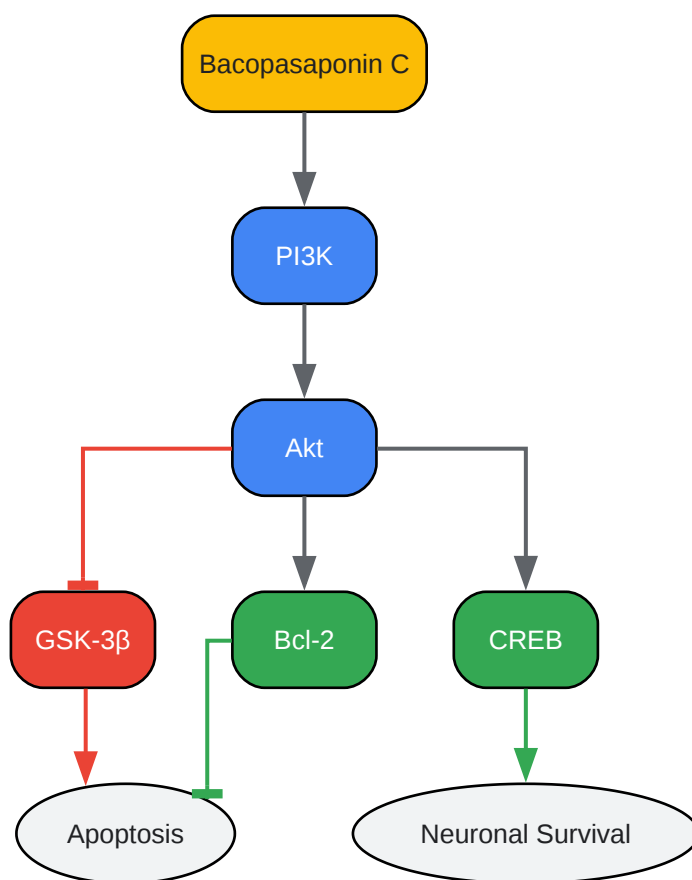 Bacopasaponin C
PI3K
Akt
GSK-3β
Bcl-2
CREB
Apoptosis
Neuronal Survival